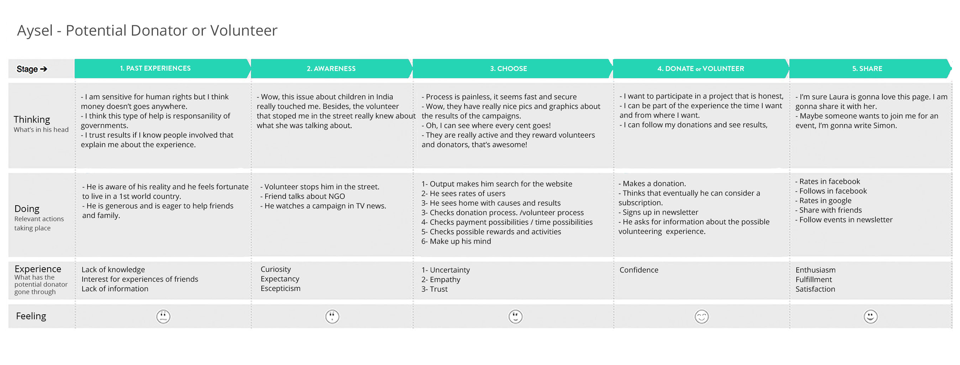 Aysel - Potential Donator or Volunteer
Stage ➔
1. PAST EXPERIENCES
2. AWARENESS
3. CHOOSE
4. DONATE or VOLUNTEER
5. SHARE
Thinking
What's in his head
- I am sensitive for human rights but I think
money doesn't goes anywhere.
- I think this type of help is responsanility of
governments.
- I trust results if I know people involved that
explain me about the experience.
- Wow, this issue about children in India
really touched me. Besides, the volunteer
that stoped me in the street really knew about
what she was talking about.
- Process is painless, it seems fast and secure
- Wow, they have really nice pics and graphics about
the results of the campaigns.
- Oh, I can see where every cent goes!
- They are really active and they reward volunteers
and donators, that's awesome!
- I want to participate in a project that is honest,
- I can be part of the experience the time I want
and from where I want.
- I can follow my donations and see results,
- I'm sure Laura is gonna love this page. I am
gonna share it with her.
- Maybe someone wants to join me for an
event, I'm gonna write Simon.
Doing
Relevant actions
taking place
- He is aware of his reality and he feels fortunate
to live in a 1st world country.
- He is generous and is eager to help friends
and family.
- Volunteer stops him in the street.
- Friend talks about NGO
- He watches a campaign in TV news.
1- Output makes him search for the website
2- He sees rates of users
3- He sees home with causes and results
3- Checks donation process. /volunteer process
4- Checks payment possibilities / time possibilities
5- Checks possible rewards and activities
6- Make up his mind
- Makes a donation.
- Thinks that eventually he can consider a
subscription.
- Signs up in newsletter
- He asks for information about the possible
volunteering experience.
- Rates in facebook
- Follows in facebook
- Rates in google
- Share with friends
- Follow events in newsletter
Experience
What has the
potential donator
gone through
Lack of knowledge
Interest for experiences of friends
Lack of information
Curiosity
Expectancy
Escepticism
1- Uncertainty
2- Empathy
3- Trust
Confidence
Enthusiasm
Fulfillment
Satisfaction
Feeling